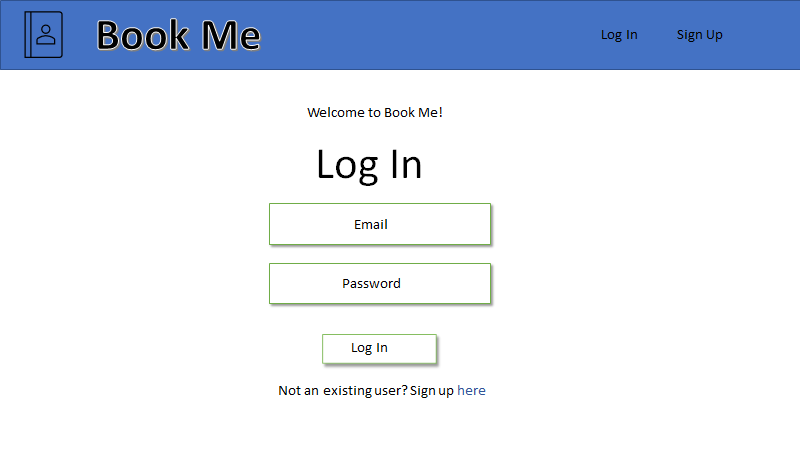 Book Me
Log In
Sign Up
Welcome to Book Me!
Log In
Email
Password
Log In
Not an existing user? Sign up here